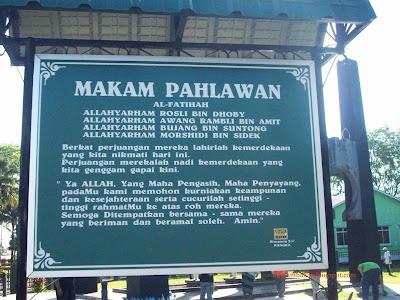 MAKAM PAHLAWAN
AL-FATIHAH
ALLAHYARHAM ROSLI BIN DHOBY
ALLAHYARHAM AWANG RAMBLI BIN AMIT
ALLAHYARHAM BUJANG BIN SUNTONG
ALLAHYARHAM MORSHIDI BIN SIDEK
Berkat perjuangan mereka lahirlah kemerdekaan
yang kita nikmati hari ini.
Perjuangan merekalah nadi kemerdekaan yang
kita genggam gapai kini.
" Ya ALLAH, Yang Maha Pengasih, Maha Penyayang,
padaMu kami memohon kurniakan keampunan
dan kesejahteraan serta cucurilah setinggi -
tinggi rahmatMu ke atas roh mereka.
Semoga Ditempatkan bersama - sama mereka
yang beriman dan beramal soleh. Amin."